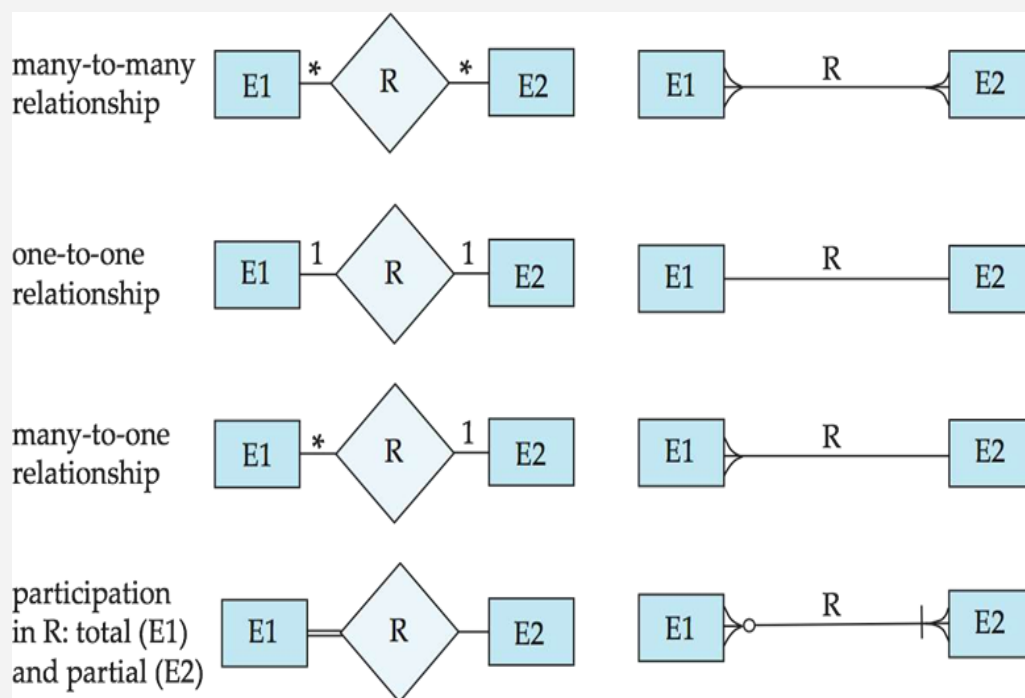 many-to-many
relationship
E1 * R * E2
E1 R E2
one-to-one
relationship
E1 1 R 1 E2
E1 R E2
many-to-one
relationship
E1 * R 1 E2
E1 R E2
participation
in R: total (E1)
and partial (E2)
E1 R E2
E1 R E2